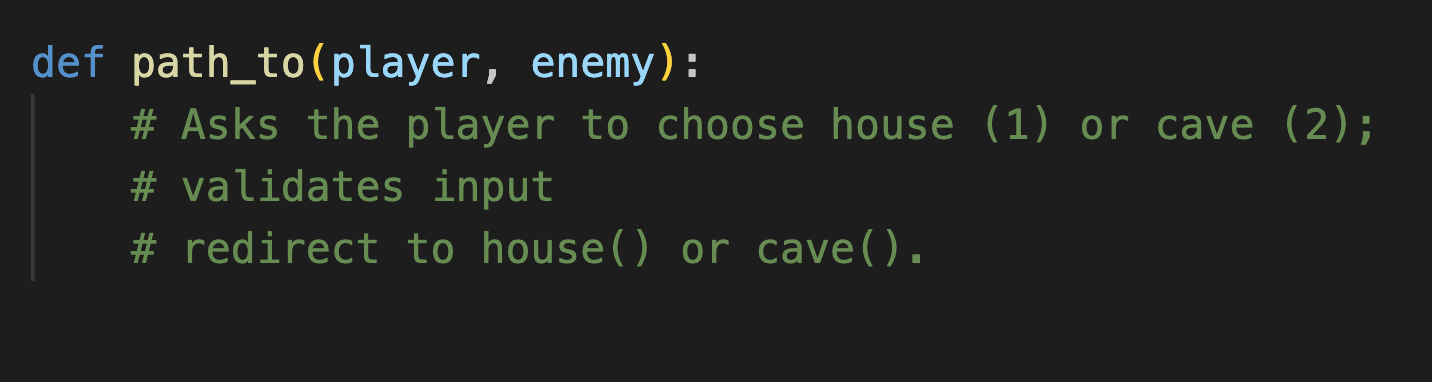 def path_to(player, enemy):
    # Asks the player to choose house (1) or cave (2);
    # validates input
    # redirect to house() or cave().